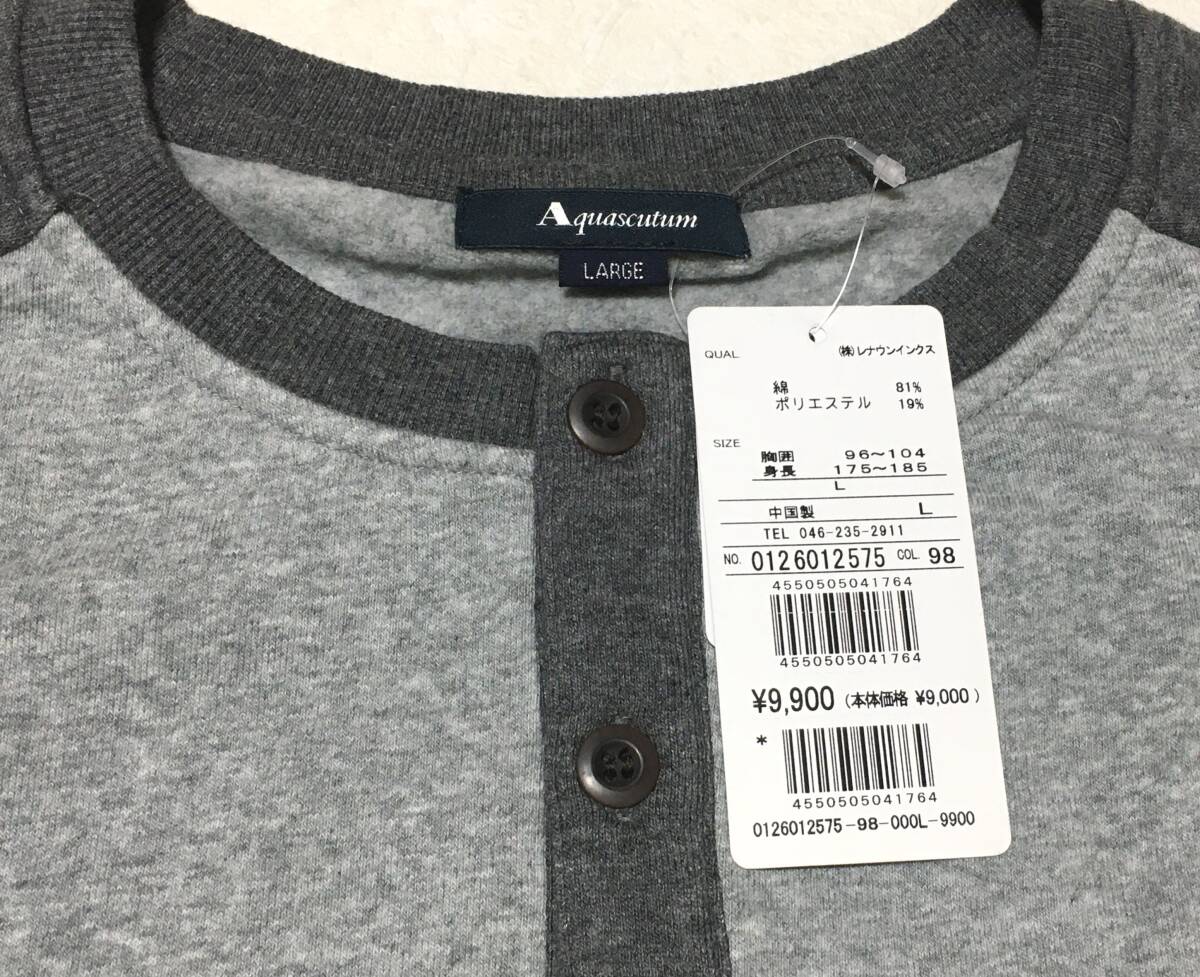 Aquascutum
LARGE
QUAL. (株)レナウンインクス
綿 81%
ポリエステル 19%
SIZE
胸囲 96~104
身長 175~185
L
中国製 L
TEL 046-235-2911
NO. 0126012575 COL. 98
4550505041764
4550505041764
¥9,900 (本体価格 ¥9,000)
*
4550505041764
0126012575-98-000L-9900